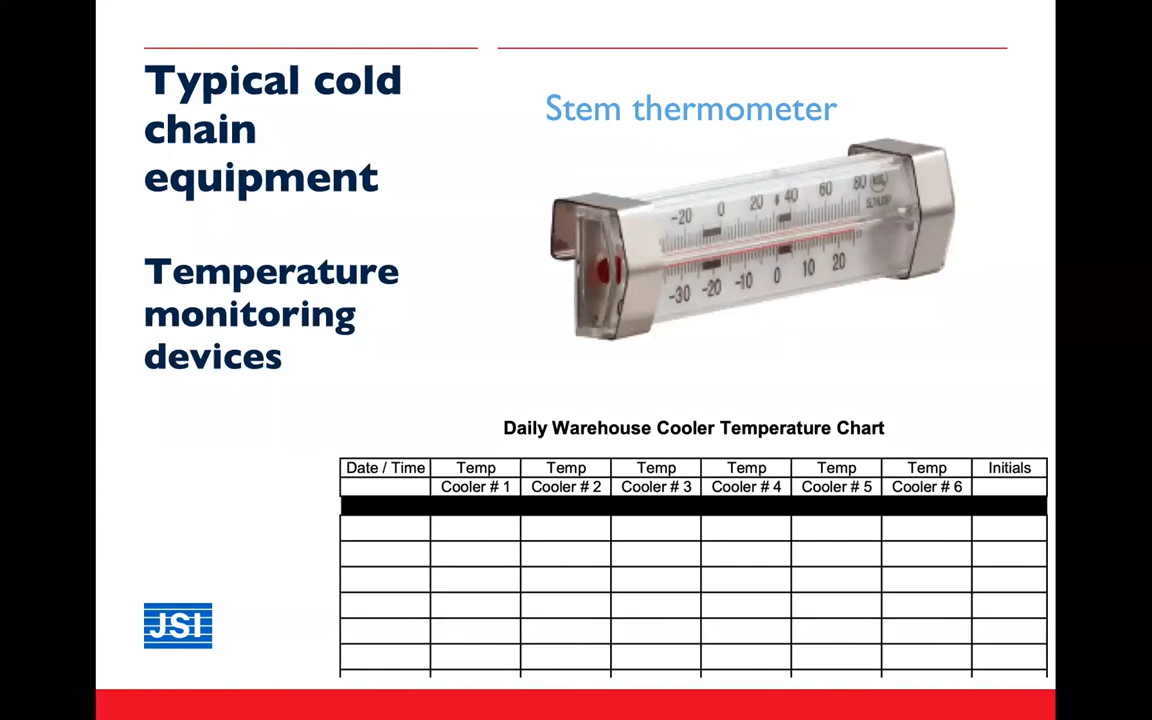 Typical cold
chain
equipment
Temperature
monitoring
devices
Stem thermometer
-20 0 20 40 60 80
-30 -20 -10 0 10 20
Daily Warehouse Cooler Temperature Chart
Date / Time Temp Temp Temp Temp Temp Temp Initials
Cooler # 1 Cooler # 2 Cooler # 3 Cooler # 4 Cooler # 5 Cooler # 6
JSI